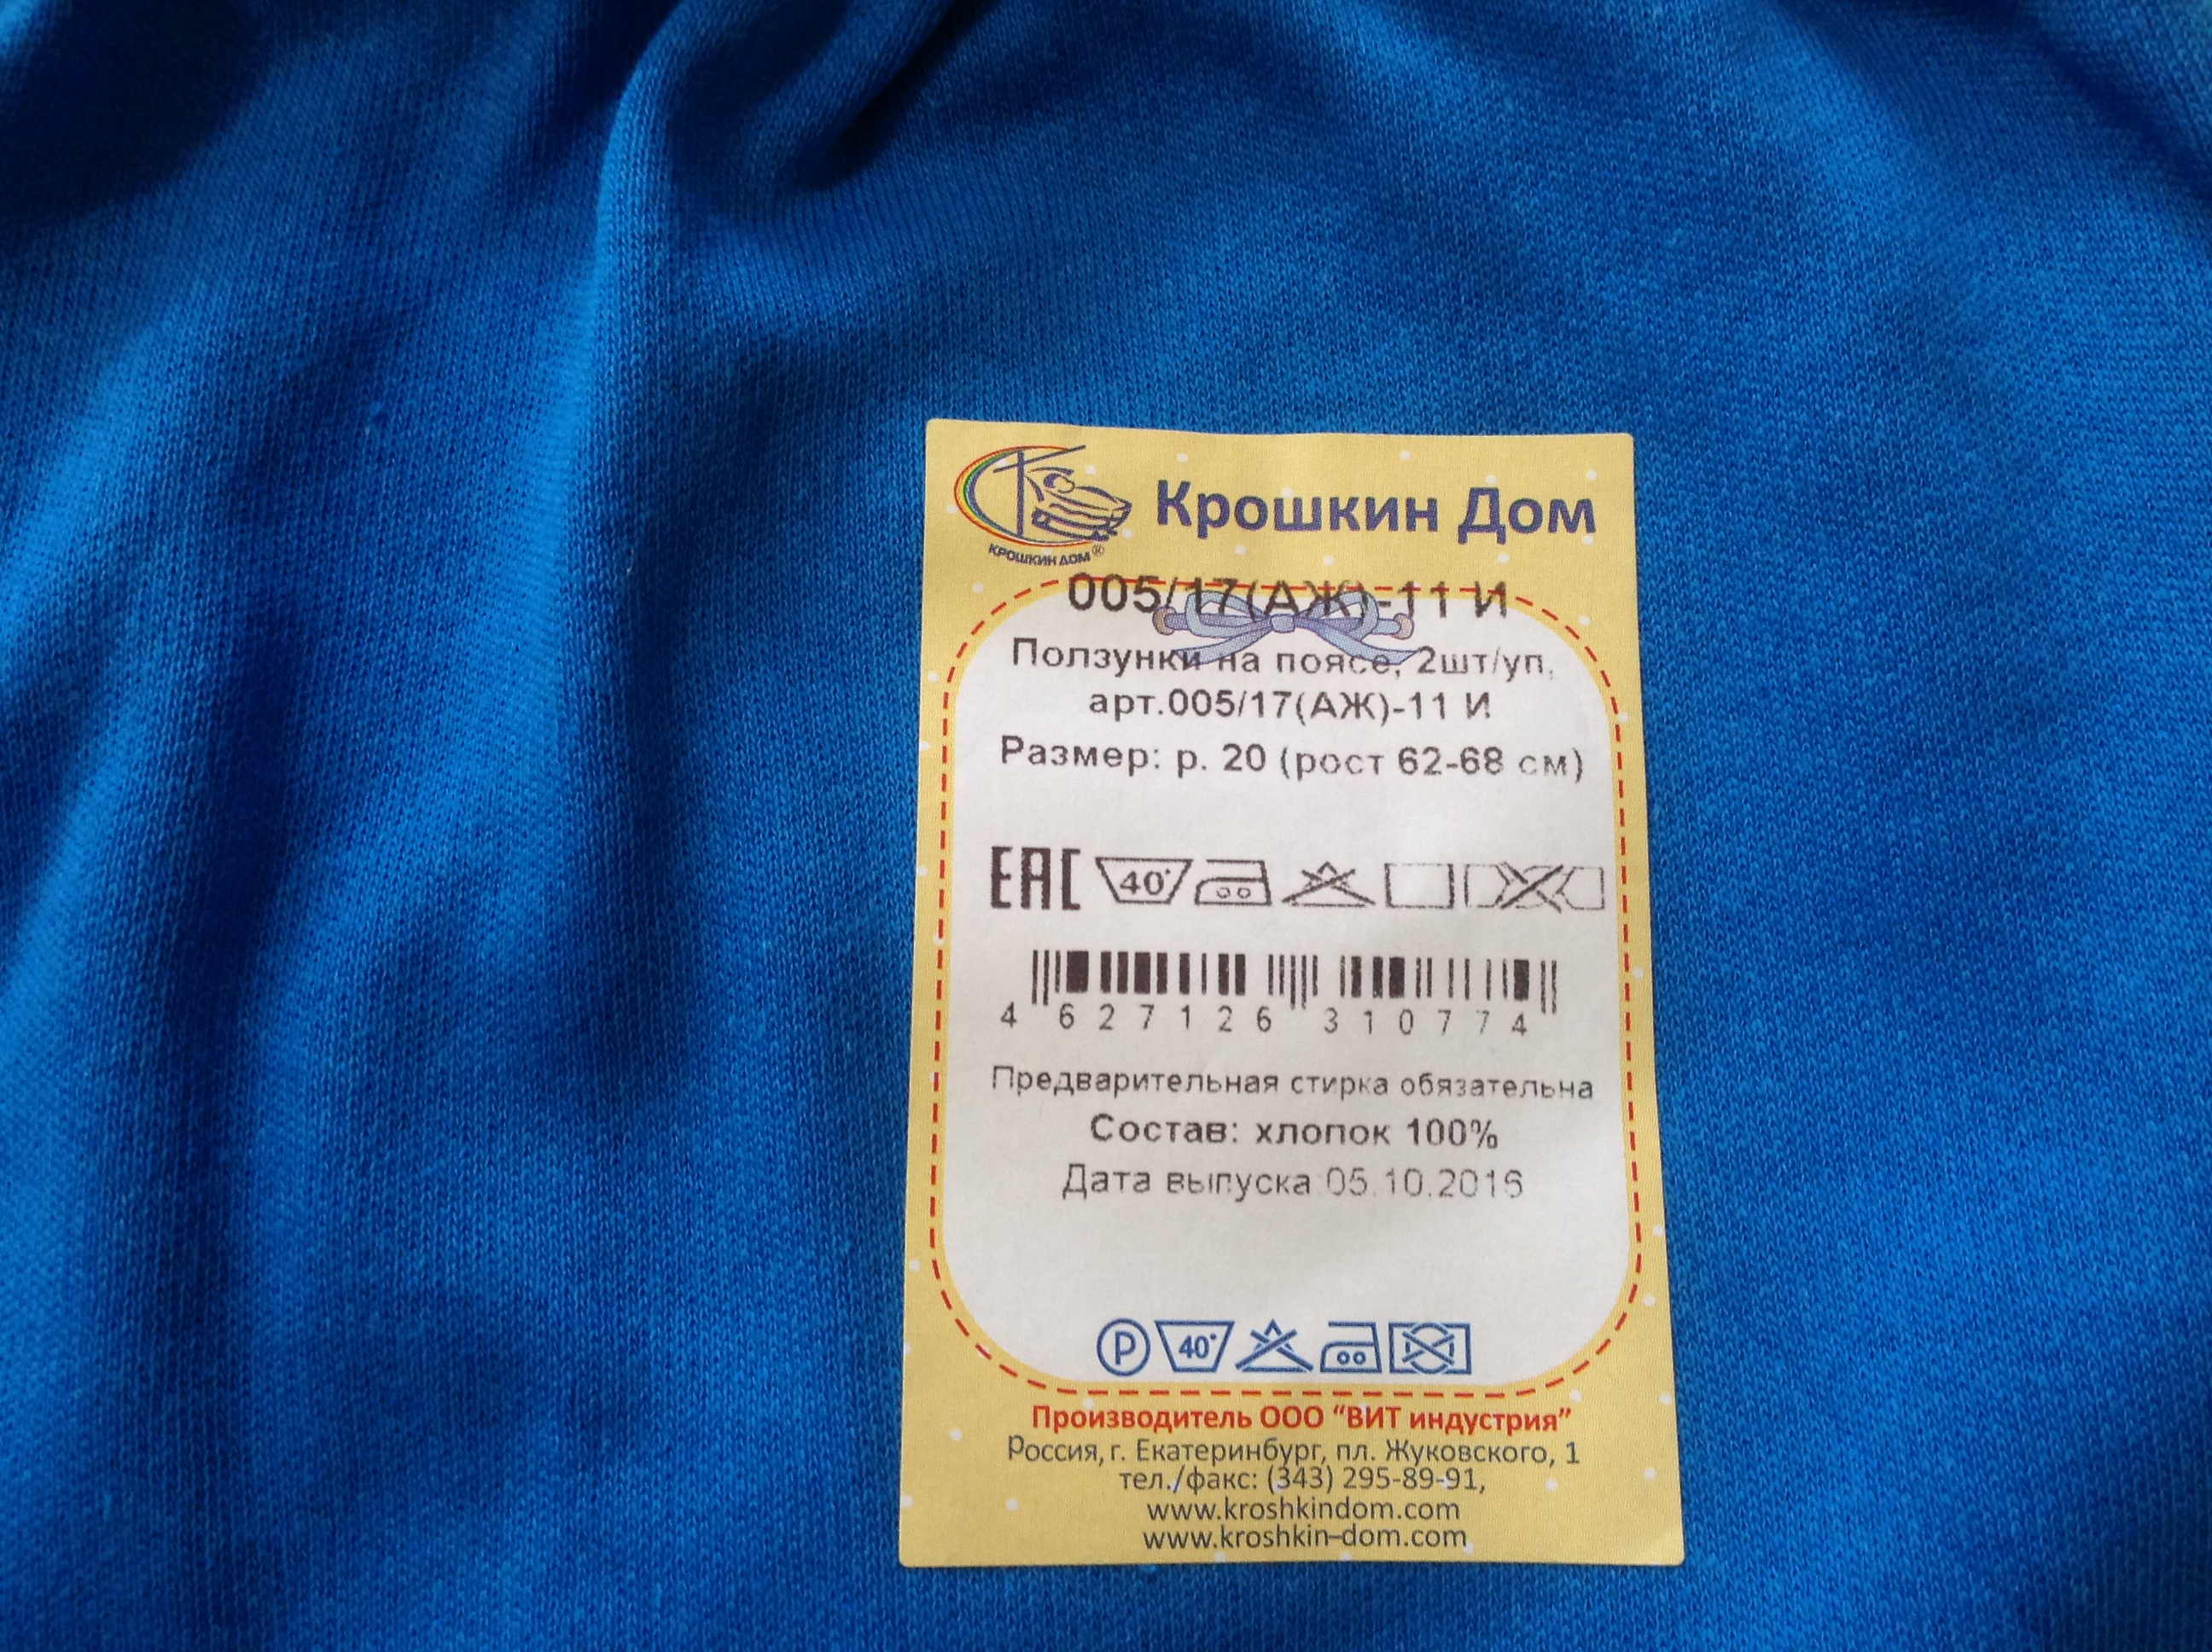 Крошкин Дом
КРОШКИН ДОМ®
005/17(АЖ)-11 И
Ползунки на поясе, 2шт/уп,
арт.005/17(АЖ)-11 И
Размер: р. 20 (рост 62-68 см)
EAC 40°
4 627126 310774
Предварительная стирка обязательна
Состав: хлопок 100%
Дата выпуска 05.10.2016
P 40°
Производитель ООО “ВИТ индустрия”
Россия, г. Екатеринбург, пл. Жуковского, 1
тел./факс: (343) 295-89-91,
www.kroshkindom.com
www.kroshkin-dom.com